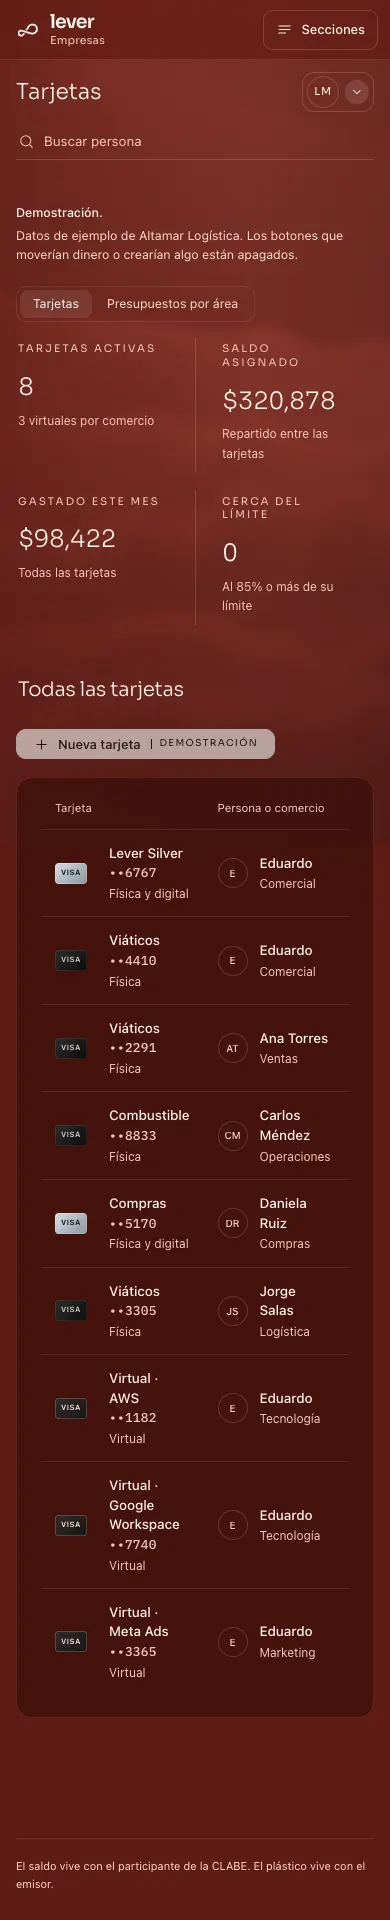 lever
Empresas
Secciones
Tarjetas
LM
Buscar persona
Demostración.
Datos de ejemplo de Altamar Logística. Los botones que
moverían dinero o crearían algo están apagados.
Tarjetas
Presupuestos por área
TARJETAS ACTIVAS
8
3 virtuales por comercio
SALDO
ASIGNADO
$320,878
Repartido entre las
tarjetas
GASTADO ESTE MES
$98,422
Todas las tarjetas
CERCA DEL
LÍMITE
0
Al 85% o más de su
límite
Todas las tarjetas
+ Nueva tarjeta | DEMOSTRACIÓN
Tarjeta
Persona o comercio
VISA
Lever Silver
••6767
Física y digital
E
Eduardo
Comercial
VISA
Viáticos
••4410
Física
E
Eduardo
Comercial
VISA
Viáticos
••2291
Física
AT
Ana Torres
Ventas
VISA
Combustible
••8833
Física
CM
Carlos
Méndez
Operaciones
VISA
Compras
••5170
Física y digital
DR
Daniela
Ruiz
Compras
VISA
Viáticos
••3305
Física
JS
Jorge
Salas
Logística
VISA
Virtual ·
AWS
••1182
Virtual
E
Eduardo
Tecnología
VISA
Virtual ·
Google
Workspace
••7740
Virtual
E
Eduardo
Tecnología
VISA
Virtual ·
Meta Ads
••3365
Virtual
E
Eduardo
Marketing
El saldo vive con el participante de la CLABE. El plástico vive con el
emisor.